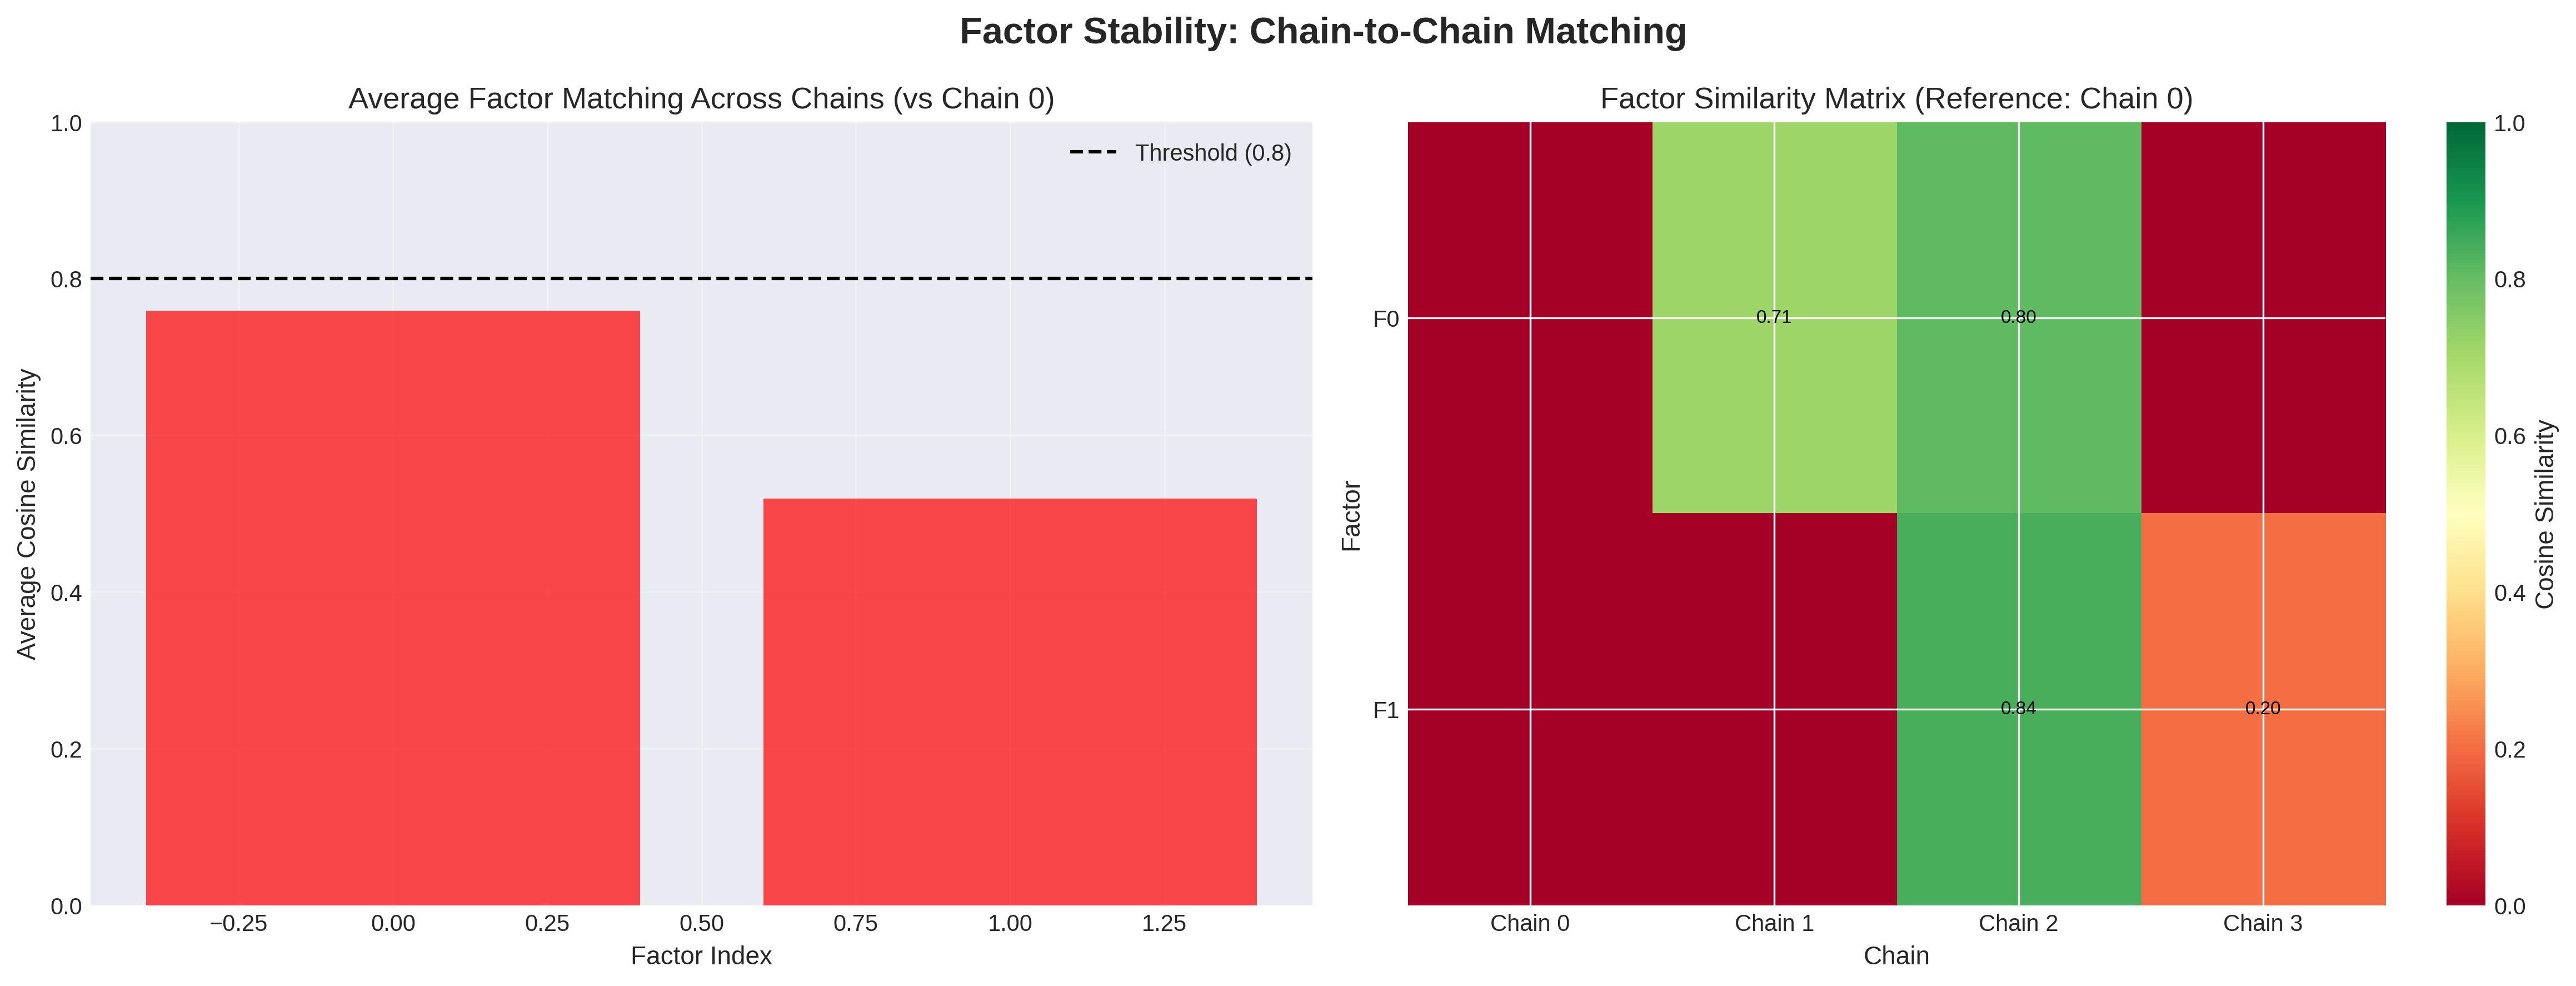 Factor Stability: Chain-to-Chain Matching
Average Factor Matching Across Chains (vs Chain 0)
Threshold (0.8)
1.0
0.8
0.6
0.4
0.2
0.0
Average Cosine Similarity
−0.25
0.00
0.25
0.50
0.75
1.00
1.25
Factor Index
Factor Similarity Matrix (Reference: Chain 0)
F0
F1
Factor
0.71
0.80
0.84
0.20
Chain 0
Chain 1
Chain 2
Chain 3
Chain
1.0
0.8
0.6
0.4
0.2
0.0
Cosine Similarity